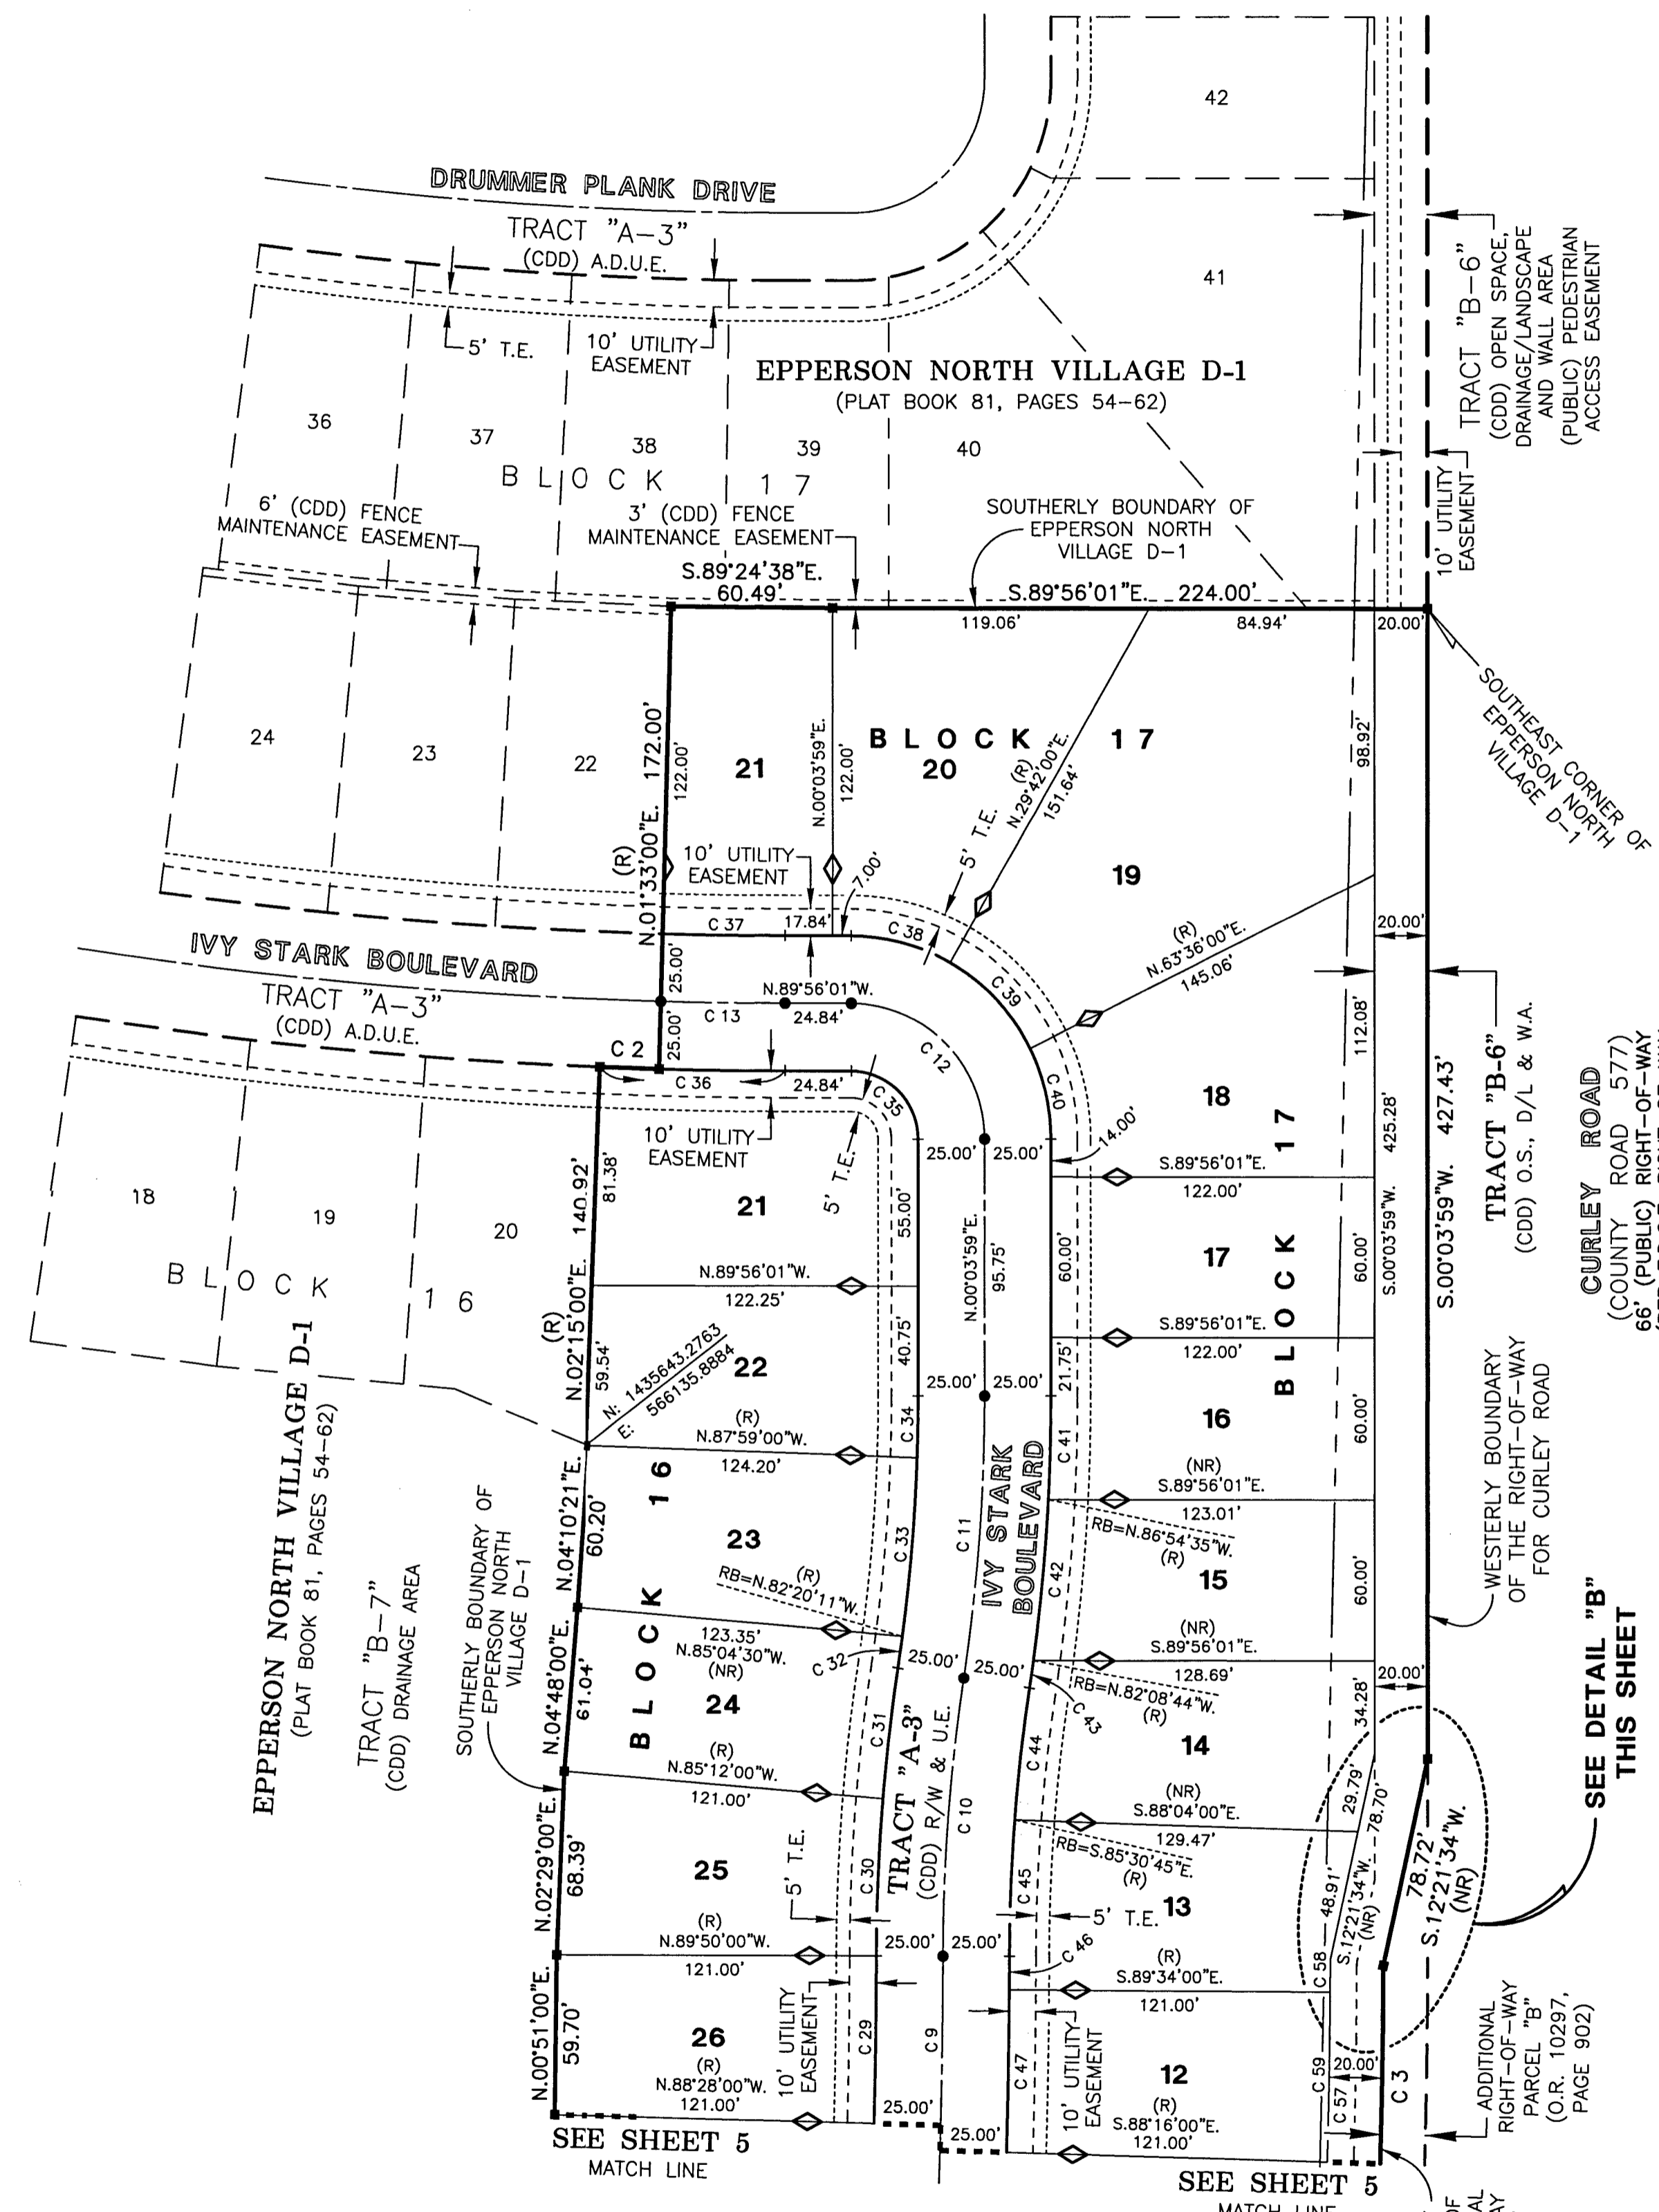 42
DRUMMER PLANK DRIVE
TRACT "A-3"
(CDD) A.D.U.E.
5' T.E.
10' UTILITY
EASEMENT
41
TRACT "B-6"
(CDD) OPEN SPACE,
DRAINAGE/LANDSCAPE
AND WALL AREA
(PUBLIC) PEDESTRIAN
ACCESS EASEMENT
EPPERSON NORTH VILLAGE D-1
(PLAT BOOK 81, PAGES 54-62)
36
37
38
39
40
BLOCK 17
10' UTILITY
EASEMENT
6' (CDD) FENCE
MAINTENANCE EASEMENT
3' (CDD) FENCE
MAINTENANCE EASEMENT
SOUTHERLY BOUNDARY OF
EPPERSON NORTH
VILLAGE D-1
S.89°24'38"E.
60.49'
S.89°56'01"E. 224.00'
119.06'
84.94'
20.00'
SOUTHEAST CORNER OF
EPPERSON NORTH
VILLAGE D-1
24
23
22
N.01°33'00"E. 172.00'
(R)
122.00'
21
N.00°03'59"E.
122.00'
BLOCK 17
20
N.29°42'00"E.
(R)
151.64'
98.92'
5' T.E.
10' UTILITY
EASEMENT
7.00'
19
C 37
17.84'
C 38
20.00'
IVY STARK BOULEVARD
TRACT "A-3"
(CDD) A.D.U.E.
25.00'
25.00'
N.89°56'01"W.
C 13
24.84'
C 39
(R)
N.63°36'00"E.
145.06'
C 2
C 36
24.84'
C 35
C 12
C 40
112.08'
18
14.00'
10' UTILITY
EASEMENT
5' T.E.
25.00'
25.00'
S.89°56'01"E.
122.00'
BLOCK 17
425.28'
S.00°03'59"W.
S.00°03'59"W. 427.43'
TRACT "B-6"
(CDD) O.S., D/L & W.A.
CURLEY ROAD
(COUNTY ROAD 577)
66' (PUBLIC) RIGHT-OF-WAY
18
19
20
BLOCK 16
N.02°15'00"E. 140.92'
(R)
81.38'
21
55.00'
N.89°56'01"W.
122.25'
N.00°03'59"E.
95.75'
60.00'
17
60.00'
S.89°56'01"E.
122.00'
59.54'
N: 1435643.2763
E: 566135.8884
22
40.75'
25.00'
25.00'
21.75'
16
60.00'
(R)
N.87°59'00"W.
124.20'
C 34
C 41
(NR)
S.89°56'01"E.
123.01'
RB=N.86°54'35"W.
(R)
WESTERLY BOUNDARY
OF THE RIGHT-OF-WAY
FOR CURLEY ROAD
EPPERSON NORTH VILLAGE D-1
(PLAT BOOK 81, PAGES 54-62)
TRACT "B-7"
(CDD) DRAINAGE AREA
SOUTHERLY BOUNDARY OF
EPPERSON NORTH
VILLAGE D-1
BLOCK 16
N.04°10'21"E.
60.20'
23
(R)
RB=N.82°20'11"W.
C 33
C 11
IVY STARK
BOULEVARD
C 42
15
60.00'
123.35'
N.85°04'30"W.
(NR)
C 32
25.00'
25.00'
(NR)
S.89°56'01"E.
128.69'
RB=N.82°08'44"W.
(R)
C 43
20.00'
34.28'
N.04°48'00"E.
61.04'
24
C 31
C 44
14
SEE DETAIL "B"
THIS SHEET
(R)
N.85°12'00"W.
121.00'
TRACT "A-3"
(CDD) R/W & U.E.
C 10
(NR)
S.88°04'00"E.
129.47'
RB=S.85°30'45"E.
(R)
29.79'
78.70'
S.12°21'34"W.
(NR)
78.72'
S.12°21'34"W.
(NR)
N.02°29'00"E.
68.39'
25
5' T.E.
C 30
C 45
13
5' T.E.
48.91'
(R)
N.89°50'00"W.
121.00'
25.00'
25.00'
C 46
(R)
S.89°34'00"E.
121.00'
C 58
N.00°51'00"E.
59.70'
26
(R)
N.88°28'00"W.
121.00'
10' UTILITY
EASEMENT
C 29
C 9
C 47
10' UTILITY
EASEMENT
12
(R)
S.88°16'00"E.
121.00'
C 59
20.00'
C 57
C 3
ADDITIONAL
RIGHT-OF-WAY
PARCEL "B"
(O.R. 10297,
PAGE 902)
25.00'
25.00'
SEE SHEET 5
MATCH LINE
SEE SHEET 5
MATCH LINE
OF